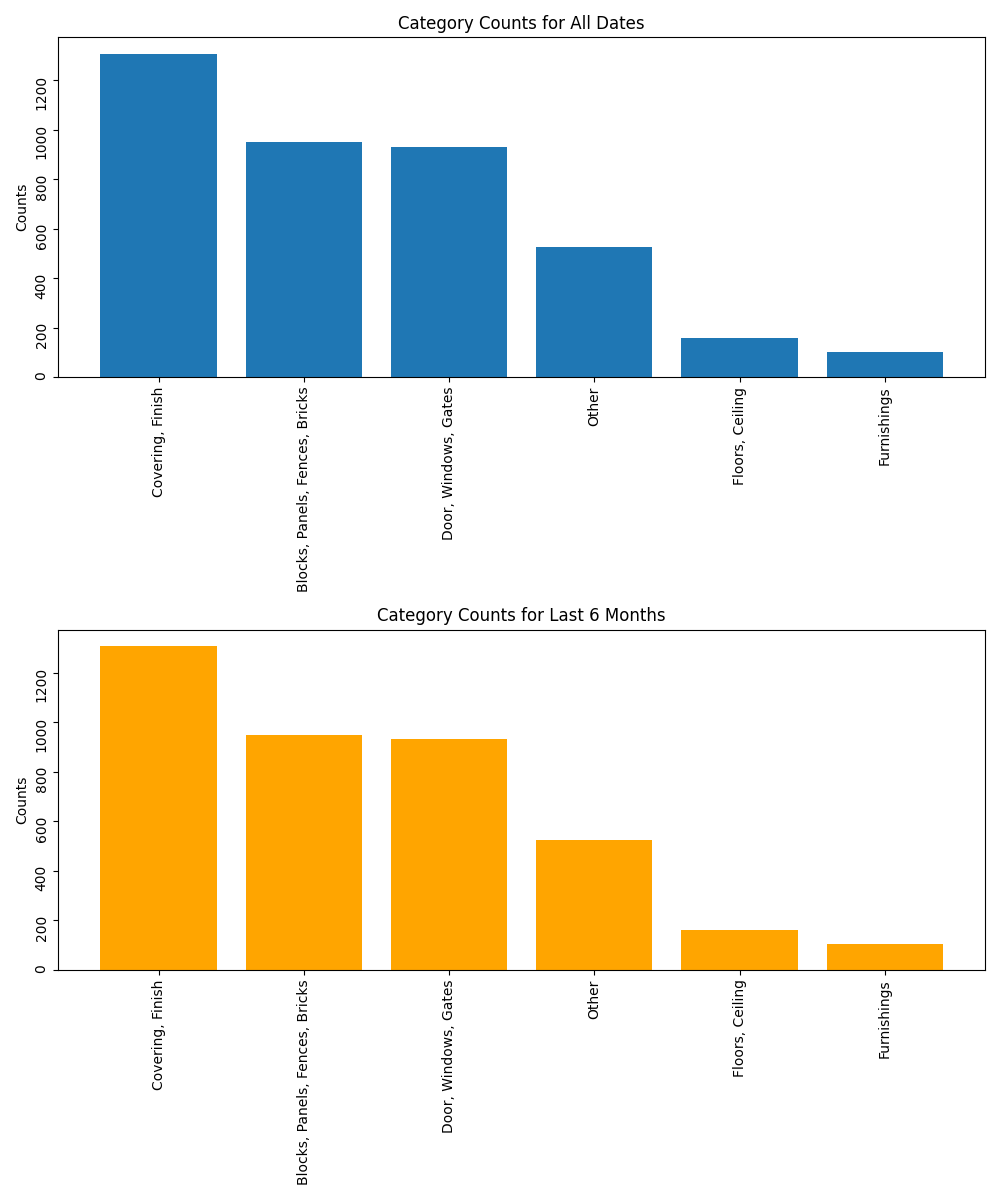 Category Counts for All Dates
Counts
1200
1000
800
600
400
200
0
Covering, Finish
Blocks, Panels, Fences, Bricks
Door, Windows, Gates
Other
Floors, Ceiling
Furnishings
Category Counts for Last 6 Months
Counts
1200
1000
800
600
400
200
0
Covering, Finish
Blocks, Panels, Fences, Bricks
Door, Windows, Gates
Other
Floors, Ceiling
Furnishings